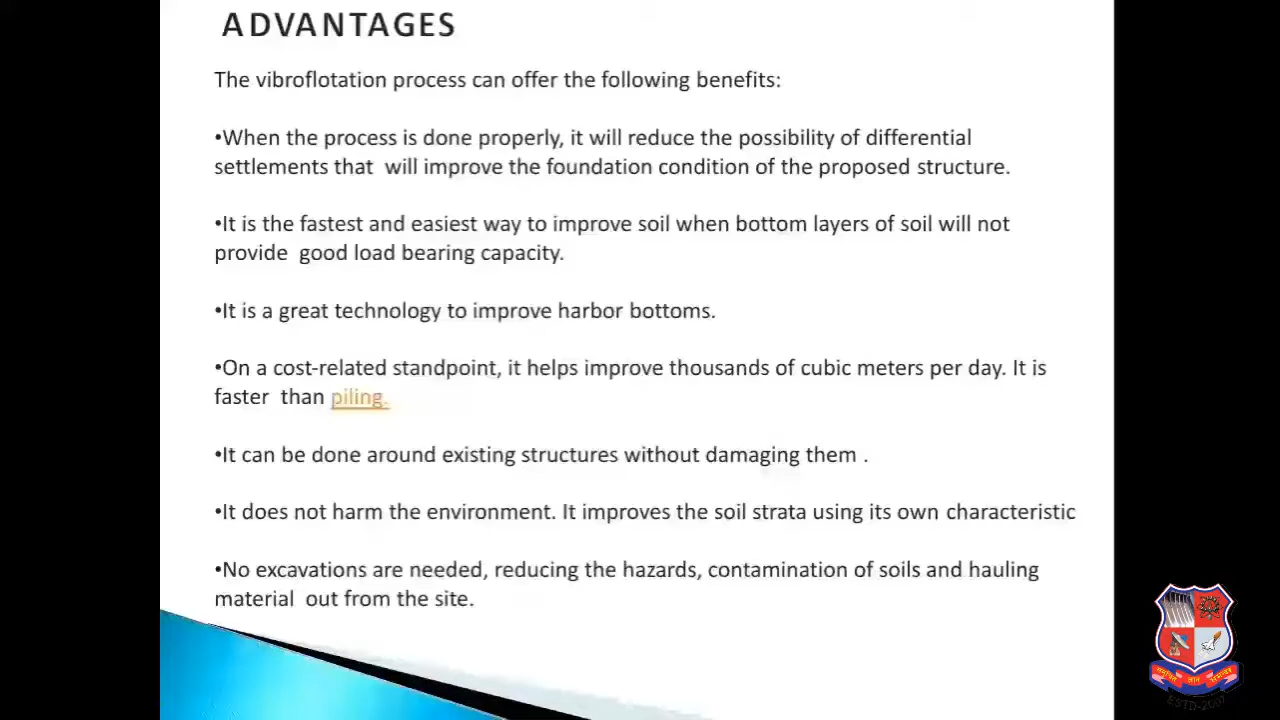 ADVANTAGES
The vibroflotation process can offer the following benefits:
•When the process is done properly, it will reduce the possibility of differential
settlements that will improve the foundation condition of the proposed structure.
•It is the fastest and easiest way to improve soil when bottom layers of soil will not
provide good load bearing capacity.
•It is a great technology to improve harbor bottoms.
•On a cost-related standpoint, it helps improve thousands of cubic meters per day. It is
faster than piling.
•It can be done around existing structures without damaging them .
•It does not harm the environment. It improves the soil strata using its own characteristic
•No excavations are needed, reducing the hazards, contamination of soils and hauling
material out from the site.
ESTD-2007